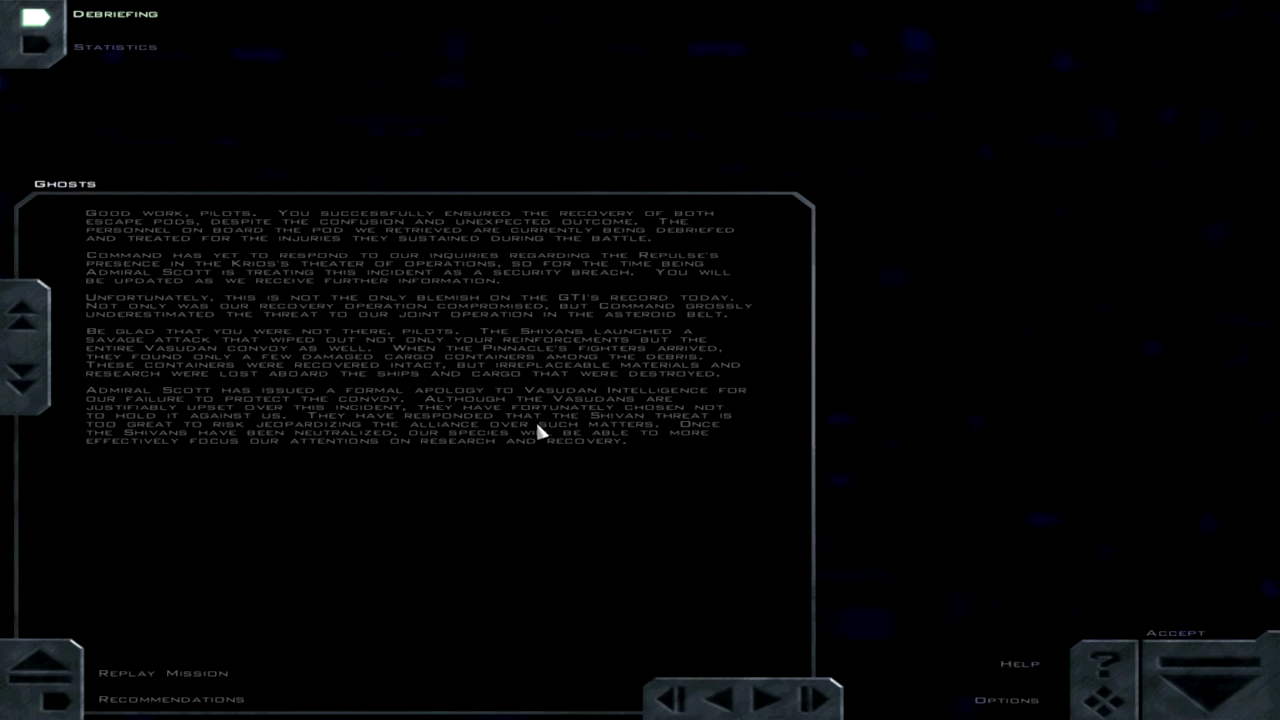 Debriefing
Statistics
Ghosts
Good work, pilots. You successfully ensured the recovery of both
escape pods, despite the confusion and unexpected outcome. The
personnel on board the pod we retrieved are currently being debriefed
and treated for the injuries they sustained during the battle.
Command has yet to respond to our inquiries regarding the Repulse's
presence in the Krios's theater of operations, so for the time being
Admiral Scott is treating this incident as a security breach. You will
be updated as we receive further information.
Unfortunately, this is not the only blemish on the GTI's record today.
Not only was our recovery operation compromised, but Command grossly
underestimated the threat to our joint operation in the asteroid belt.
Be glad that you were not there, pilots. The Shivans launched a
savage attack that wiped out not only your reinforcements but the
entire Vasudan convoy as well. When the Pinnacle's fighters arrived,
they found only a few damaged cargo containers among the debris.
These containers were recovered intact, but irreplaceable materials and
research were lost aboard the ships and cargo that were destroyed.
Admiral Scott has issued a formal apology to Vasudan Intelligence for
our failure to protect the convoy. Although the Vasudans are
justifiably upset over this incident, they have fortunately chosen not
to hold it against us. They have responded that the Shivan threat is
too great to risk jeopardizing the alliance over such matters. Once
the Shivans have been neutralized, our species will be able to more
effectively focus our attentions on research and recovery.
Accept
Help
Replay Mission
Recommendations
Options
?